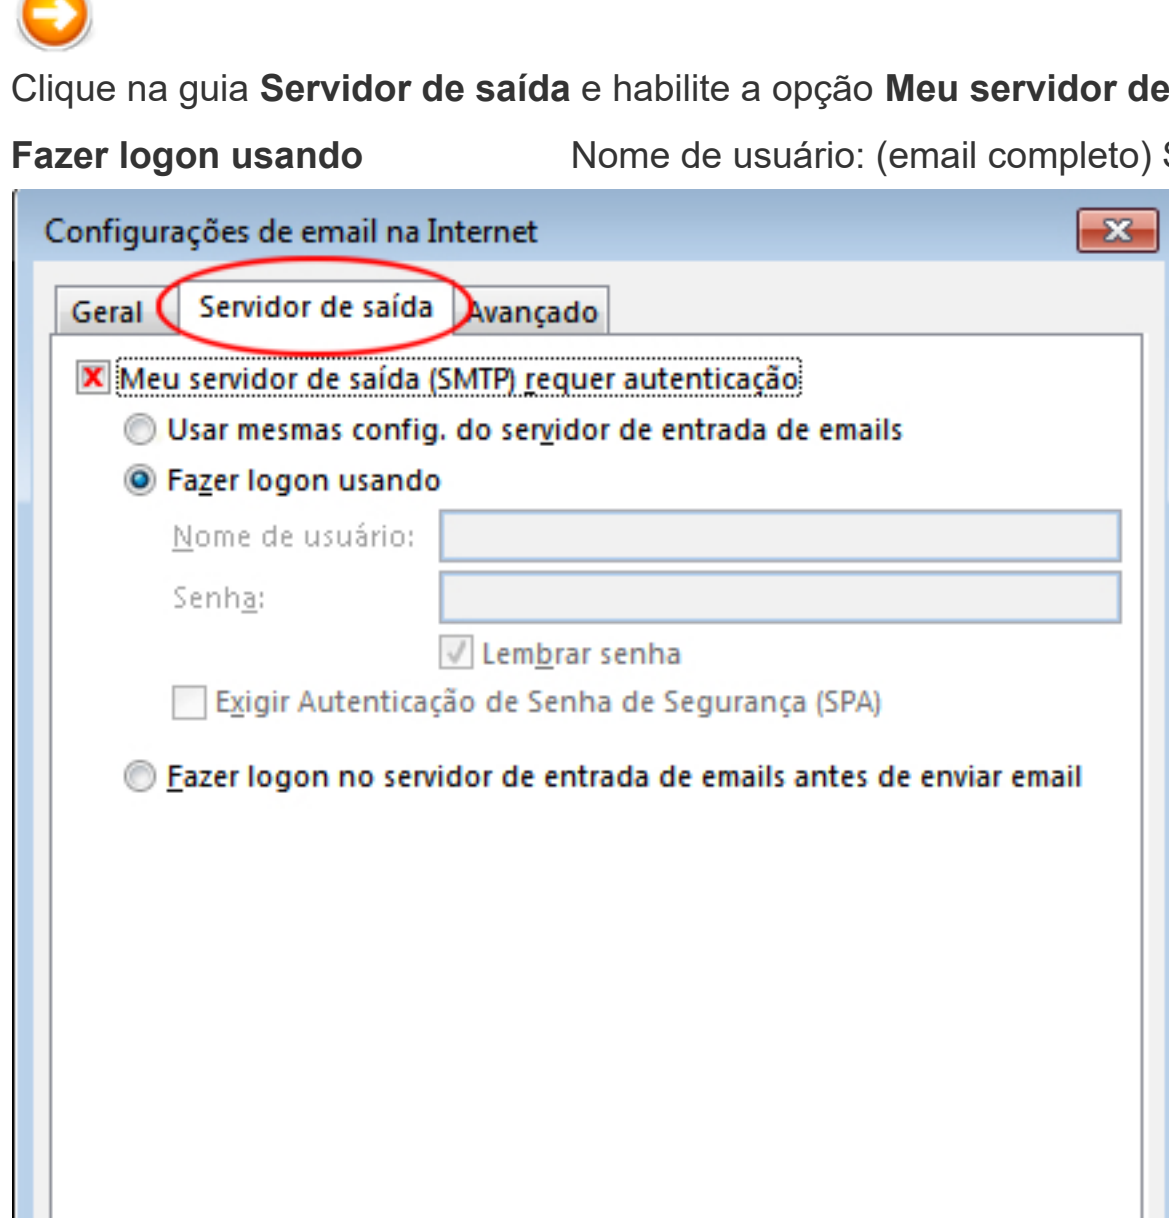 Clique na guia Servidor de saída e habilite a opção Meu servidor de
Fazer logon usando Nome de usuário: (email completo)
Configurações de email na Internet
Geral Servidor de saída Avançado
Meu servidor de saída (SMTP) requer autenticação
Usar mesmas config. do servidor de entrada de emails
Fazer logon usando
Nome de usuário:
Senha:
Lembrar senha
Exigir Autenticação de Senha de Segurança (SPA)
Fazer logon no servidor de entrada de emails antes de enviar email